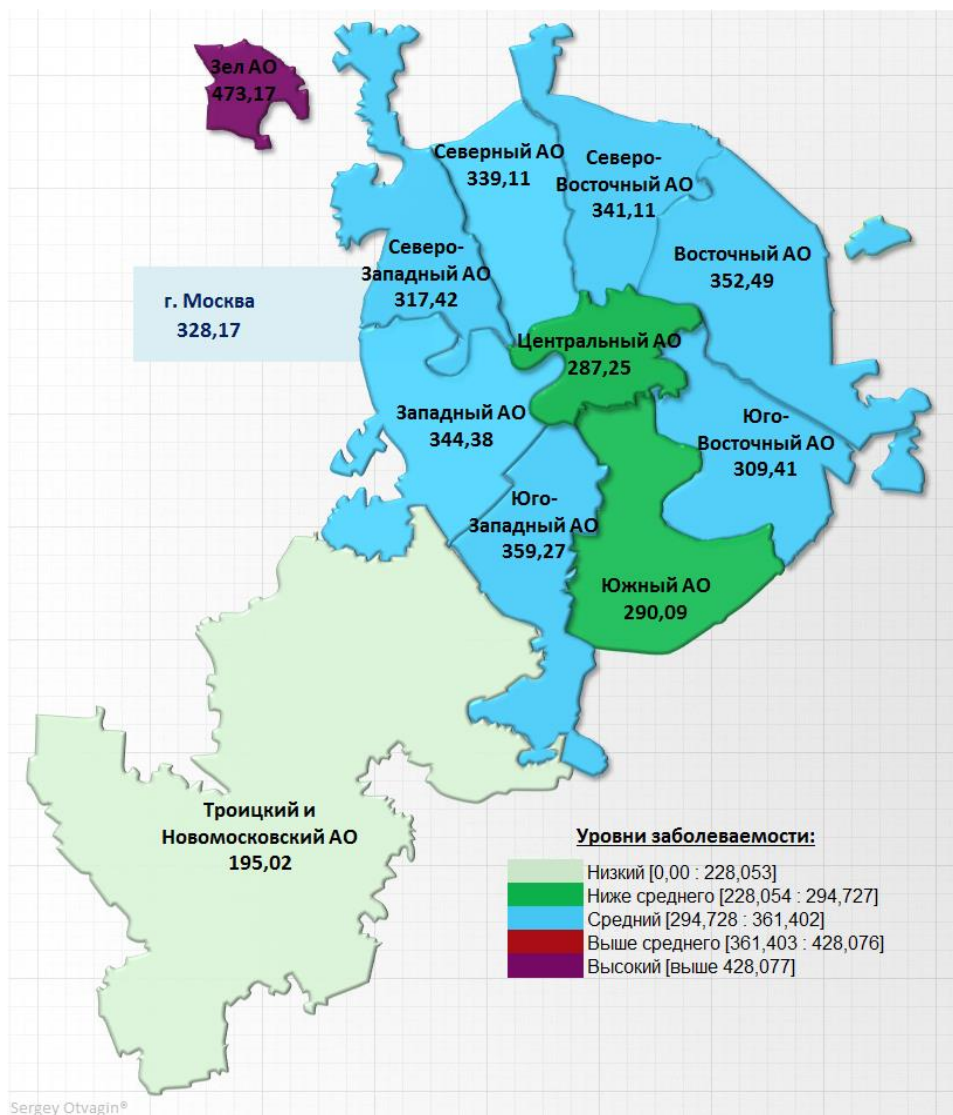 Зел АО
473,17
Северный АО
339,11
Северо-
Восточный АО
341,11
Восточный АО
352,49
Северо-
Западный АО
317,42
г. Москва
328,17
Центральный АО
287,25
Западный АО
344,38
Юго-
Восточный АО
309,41
Юго-
Западный АО
359,27
Южный АО
290,09
Троицкий и
Новомосковский АО
195,02
Уровни заболеваемости:
Низкий [0,00 : 228,053]
Ниже среднего [228,054 : 294,727]
Средний [294,728 : 361,402]
Выше среднего [361,403 : 428,076]
Высокий [выше 428,077]
Sergey Otvagin®